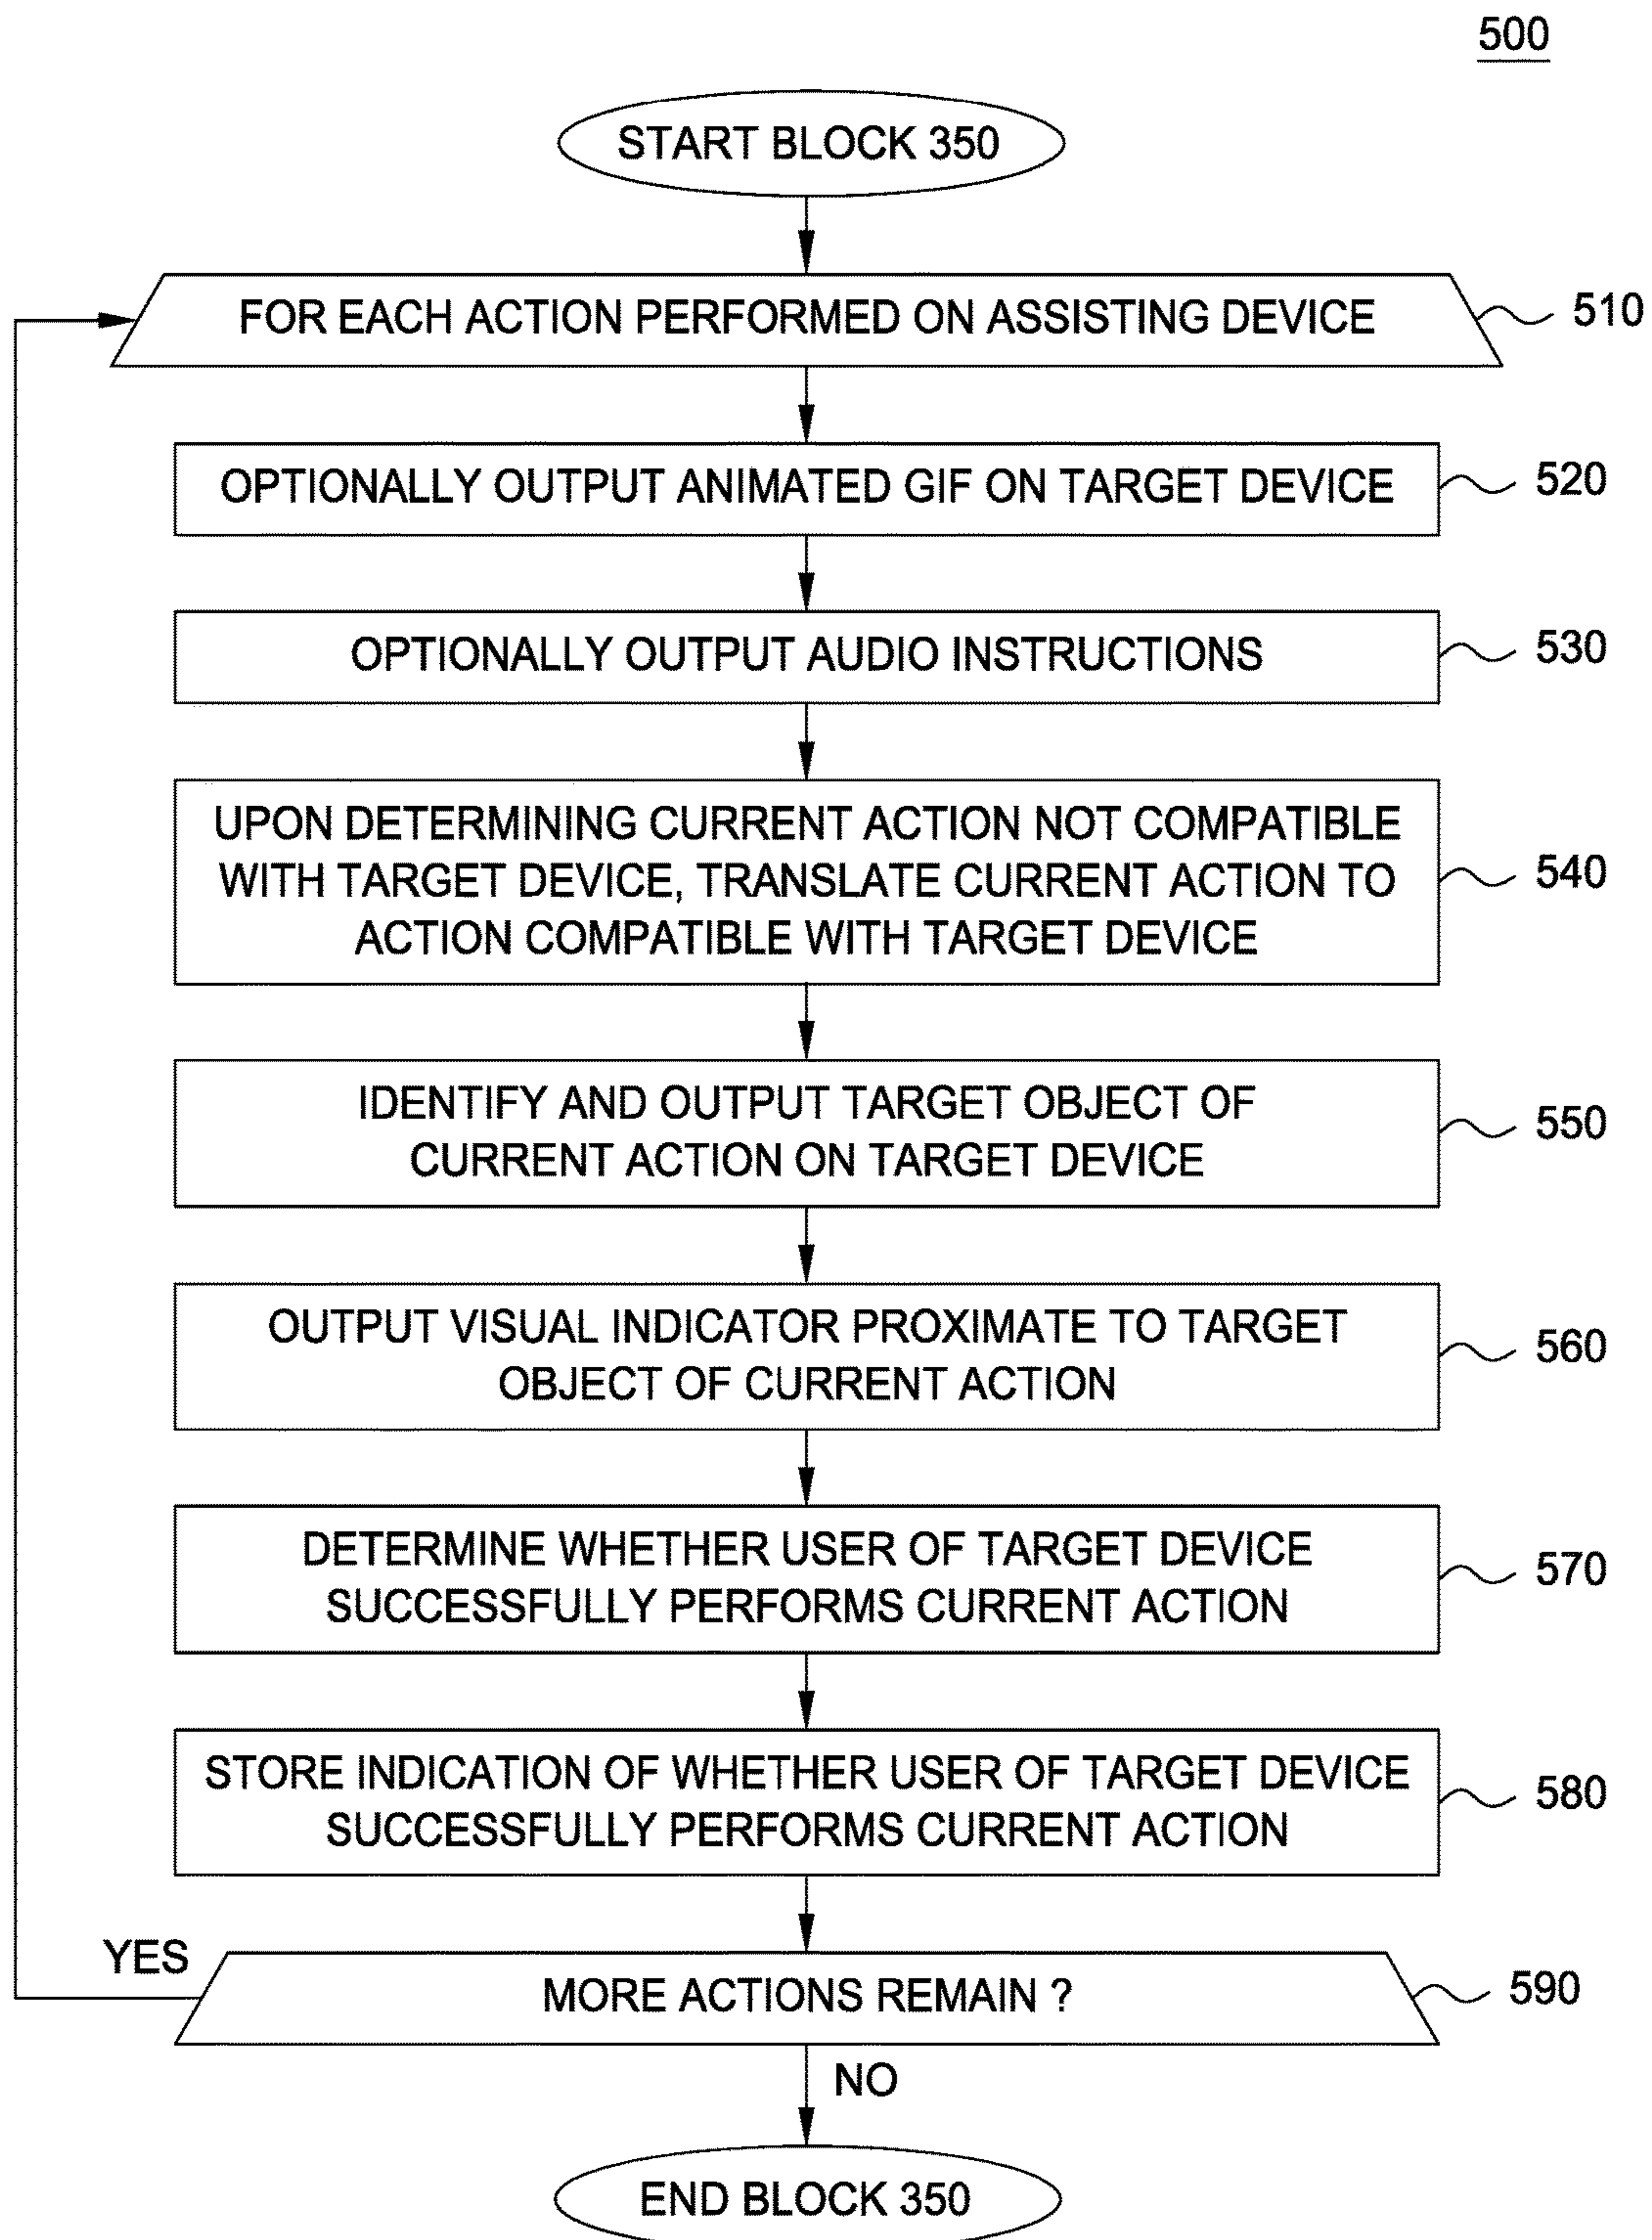 500
START BLOCK 350
FOR EACH ACTION PERFORMED ON ASSISTING DEVICE
510
OPTIONALLY OUTPUT ANIMATED GIF ON TARGET DEVICE
520
OPTIONALLY OUTPUT AUDIO INSTRUCTIONS
530
UPON DETERMINING CURRENT ACTION NOT COMPATIBLE
WITH TARGET DEVICE, TRANSLATE CURRENT ACTION TO
ACTION COMPATIBLE WITH TARGET DEVICE
540
IDENTIFY AND OUTPUT TARGET OBJECT OF
CURRENT ACTION ON TARGET DEVICE
550
OUTPUT VISUAL INDICATOR PROXIMATE TO TARGET
OBJECT OF CURRENT ACTION
560
DETERMINE WHETHER USER OF TARGET DEVICE
SUCCESSFULLY PERFORMS CURRENT ACTION
570
STORE INDICATION OF WHETHER USER OF TARGET DEVICE
SUCCESSFULLY PERFORMS CURRENT ACTION
580
YES
MORE ACTIONS REMAIN ?
590
NO
END BLOCK 350